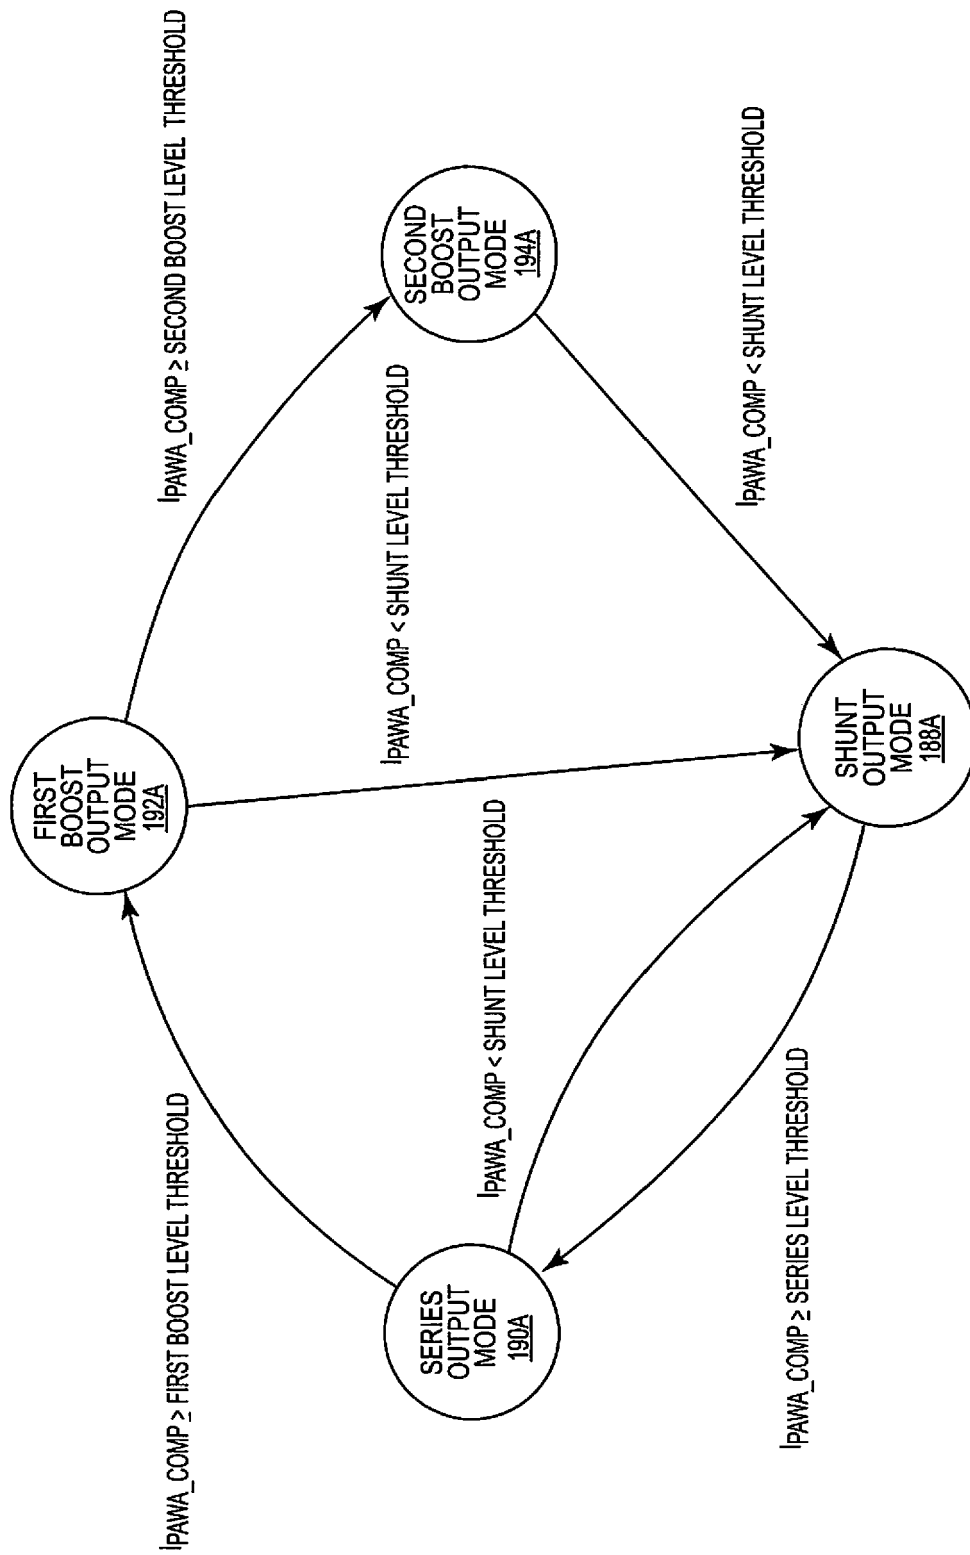 IPAWA_COMP ≥ FIRST BOOST LEVEL THRESHOLD
IPAWA_COMP ≥ SECOND BOOST LEVEL THRESHOLD
FIRST
BOOST
OUTPUT
MODE
192A
IPAWA_COMP < SHUNT LEVEL THRESHOLD
SERIES
OUTPUT
MODE
190A
SECOND
BOOST
OUTPUT
MODE
194A
IPAWA_COMP < SHUNT LEVEL THRESHOLD
IPAWA_COMP < SHUNT LEVEL THRESHOLD
IPAWA_COMP ≥ SERIES LEVEL THRESHOLD
SHUNT
OUTPUT
MODE
188A